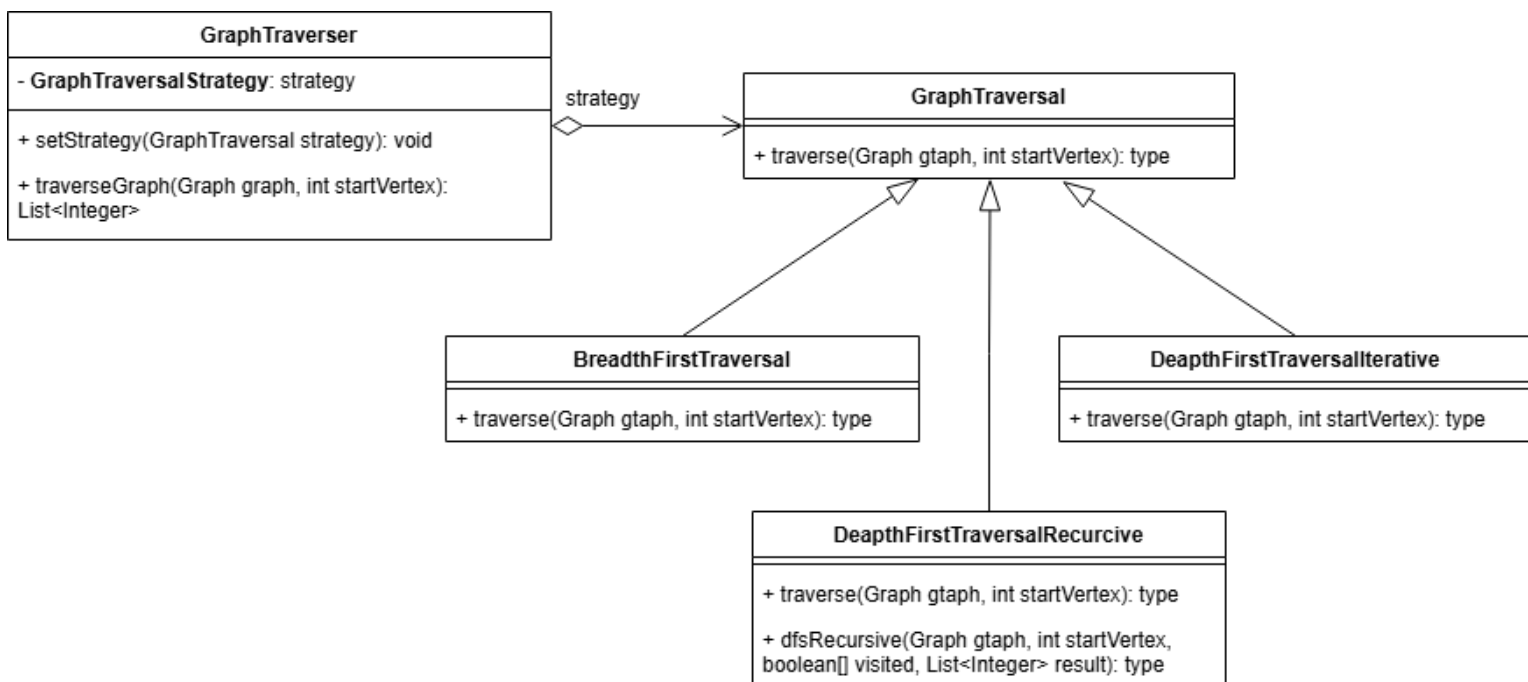 GraphTraverser
- GraphTraversalStrategy: strategy
+ setStrategy(GraphTraversal strategy): void
+ traverseGraph(Graph graph, int startVertex):
List<Integer>
strategy
GraphTraversal
+ traverse(Graph gtaph, int startVertex): type
BreadthFirstTraversal
+ traverse(Graph gtaph, int startVertex): type
DeapthFirstTraversalIterative
+ traverse(Graph gtaph, int startVertex): type
DeapthFirstTraversalRecurcive
+ traverse(Graph gtaph, int startVertex): type
+ dfsRecursive(Graph gtaph, int startVertex,
boolean[] visited, List<Integer> result): type